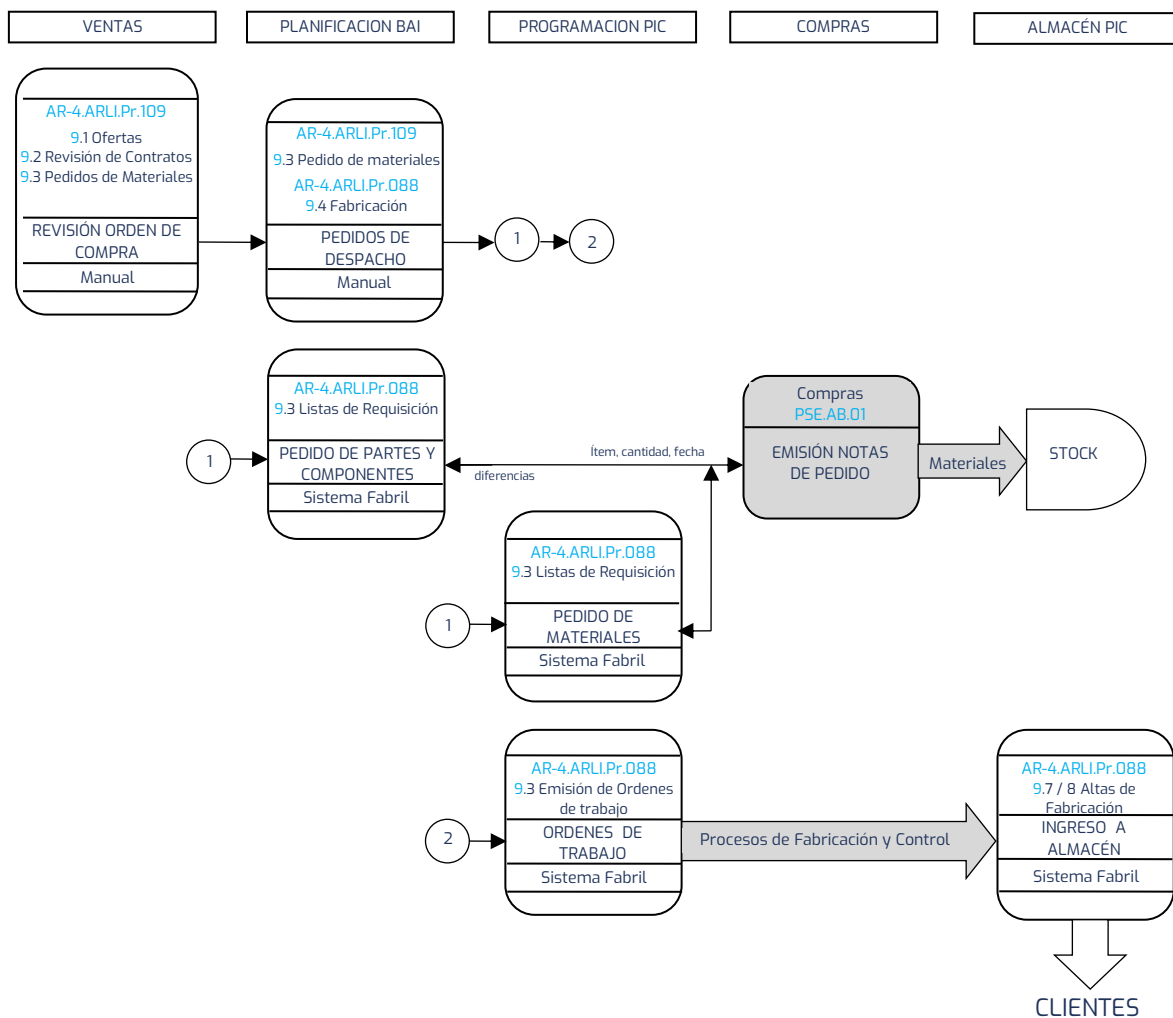 VENTAS
PLANIFICACION BAI
PROGRAMACION PIC
COMPRAS
ALMACÉN PIC
AR-4.ARLI.Pr.109
9.1 Ofertas
9.2 Revisión de Contratos
9.3 Pedidos de Materiales
REVISIÓN ORDEN DE
COMPRA
Manual
AR-4.ARLI.Pr.109
9.3 Pedido de materiales
AR-4.ARLI.Pr.088
9.4 Fabricación
PEDIDOS DE
DESPACHO
Manual
1
2
1
AR-4.ARLI.Pr.088
9.3 Listas de Requisición
PEDIDO DE PARTES Y
COMPONENTES
Sistema Fabril
Ítem, cantidad, fecha
diferencias
Compras
PSE.AB.01
EMISIÓN NOTAS
DE PEDIDO
Materiales
STOCK
1
AR-4.ARLI.Pr.088
9.3 Listas de Requisición
PEDIDO DE
MATERIALES
Sistema Fabril
2
AR-4.ARLI.Pr.088
9.3 Emisión de Ordenes
de trabajo
ORDENES DE
TRABAJO
Sistema Fabril
Procesos de Fabricación y Control
AR-4.ARLI.Pr.088
9.7 / 8 Altas de
Fabricación
INGRESO A
ALMACÉN
Sistema Fabril
CLIENTES